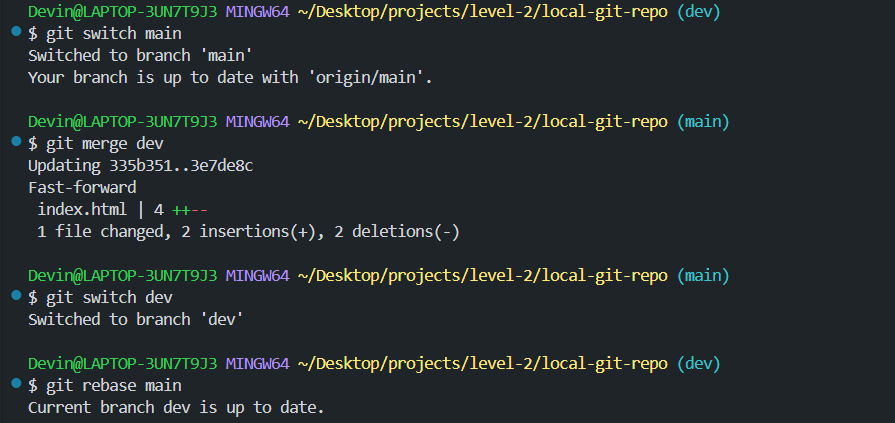 Devin@LAPTOP-3UN7T9J3 MINGW64 ~/Desktop/projects/level-2/local-git-repo (dev)
$ git switch main
Switched to branch 'main'
Your branch is up to date with 'origin/main'.
Devin@LAPTOP-3UN7T9J3 MINGW64 ~/Desktop/projects/level-2/local-git-repo (main)
$ git merge dev
Updating 335b351..3e7de8c
Fast-forward
 index.html | 4 ++--
 1 file changed, 2 insertions(+), 2 deletions(-)
Devin@LAPTOP-3UN7T9J3 MINGW64 ~/Desktop/projects/level-2/local-git-repo (main)
$ git switch dev
Switched to branch 'dev'
Devin@LAPTOP-3UN7T9J3 MINGW64 ~/Desktop/projects/level-2/local-git-repo (dev)
$ git rebase main
Current branch dev is up to date.